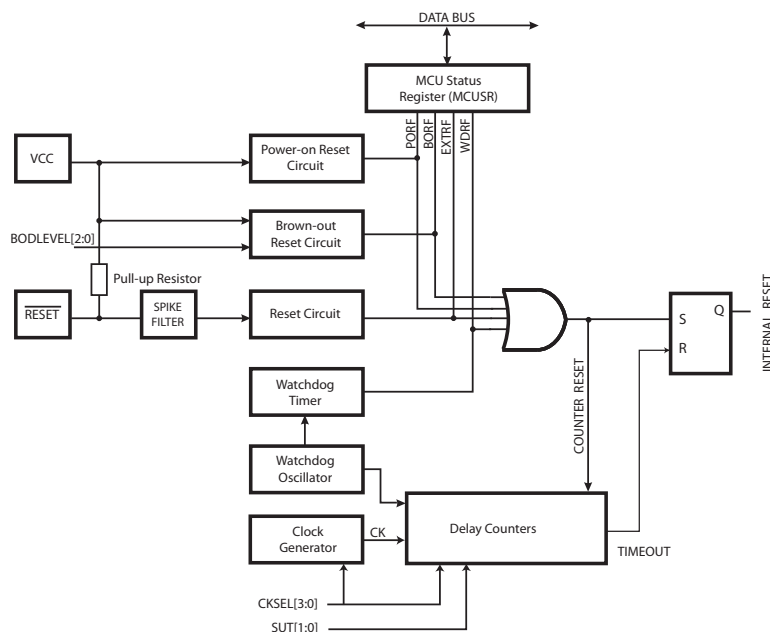 DATA BUS
MCU Status
Register (MCUSR)
PORF
BORF
EXTRF
WDRF
VCC
Power-on Reset
Circuit
Brown-out
Reset Circuit
BODLEVEL[2:0]
Pull-up Resistor
RESET
SPIKE
FILTER
Reset Circuit
S
Q
R
INTERNAL RESET
COUNTER RESET
Watchdog
Timer
Watchdog
Oscillator
Clock
Generator
CK
Delay Counters
TIMEOUT
CKSEL[3:0]
SUT[1:0]